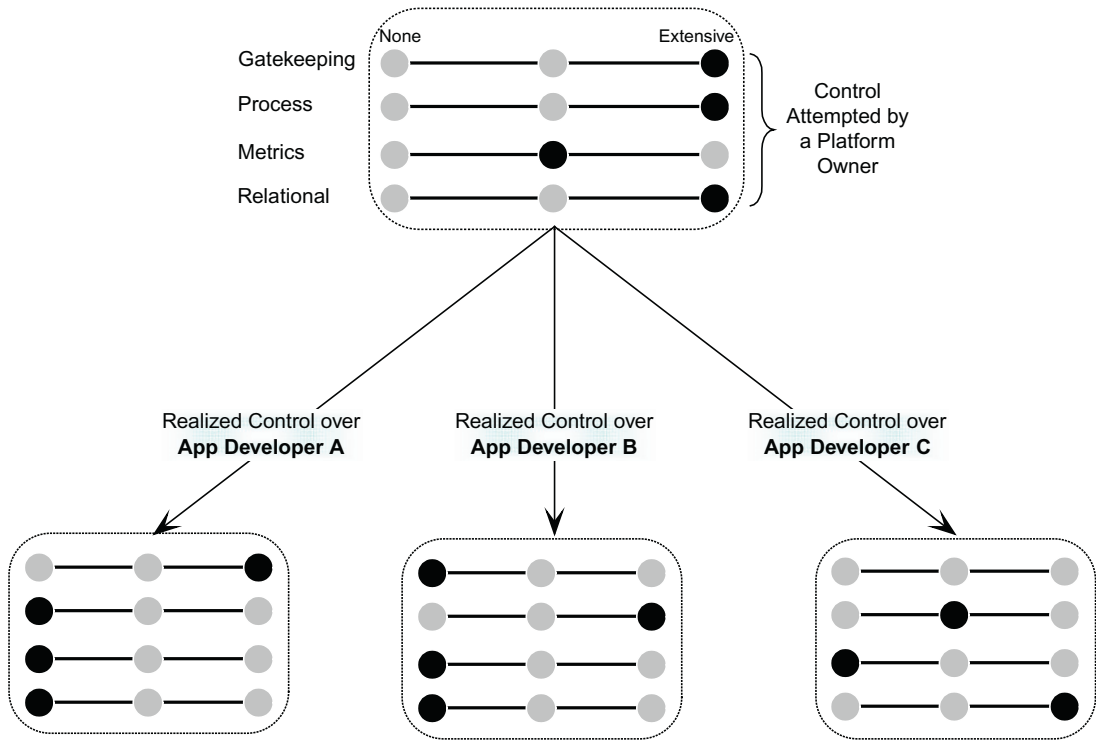 None
Extensive
Gatekeeping
Process
Metrics
Relational
Control
Attempted by
a Platform
Owner
Realized Control over
App Developer A
Realized Control over
App Developer B
Realized Control over
App Developer C